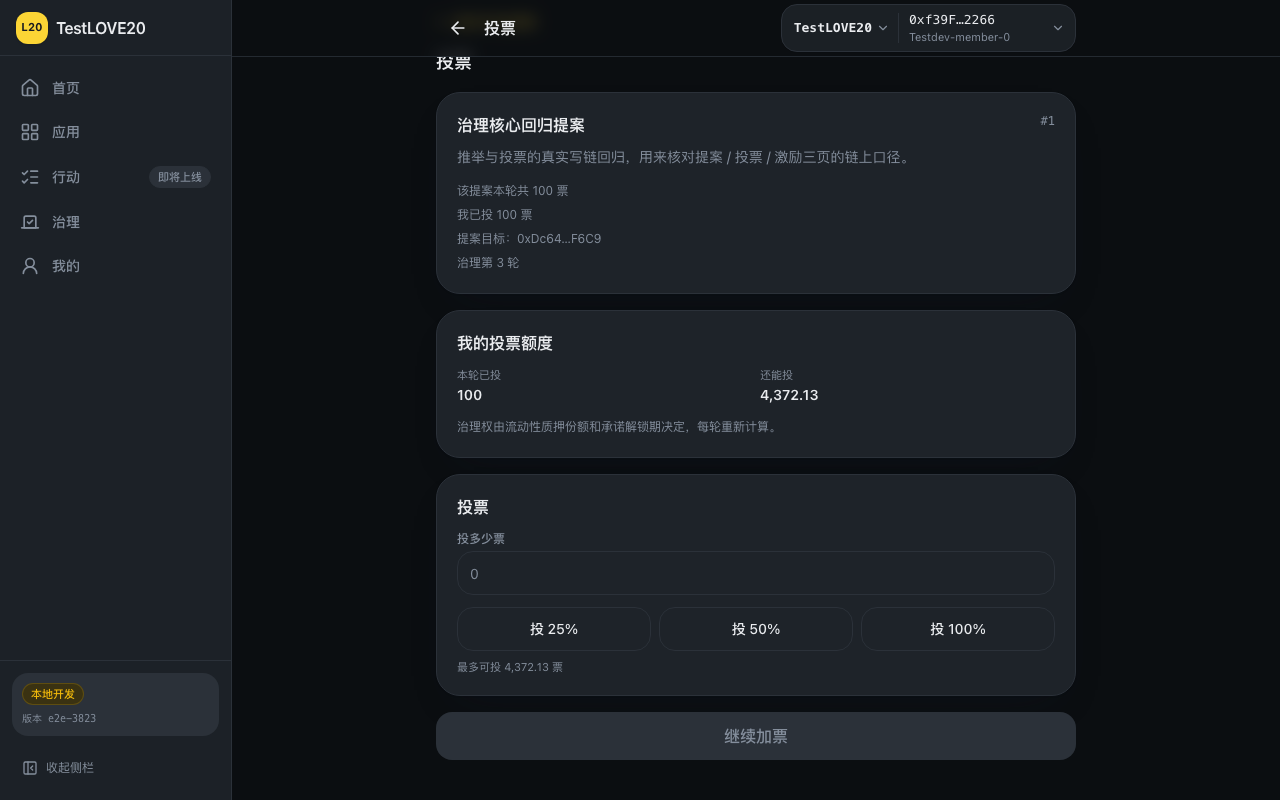 L20 TestLOVE20
首页
应用
行动 即将上线
治理
我的
本地开发
版本 e2e-3823
收起侧栏
投票
TestLOVE20
0xf39F…2266
Testdev-member-0
投票
治理核心回归提案 #1
推举与投票的真实写链回归，用来核对提案 / 投票 / 激励三页的链上口径。
该提案本轮共 100 票
我已投 100 票
提案目标：0xDc64…F6C9
治理第 3 轮
我的投票额度
本轮已投 还能投
100 4,372.13
治理权由流动性质押份额和承诺解锁期决定，每轮重新计算。
投票
投多少票
0
投 25% 投 50% 投 100%
最多可投 4,372.13 票
继续加票